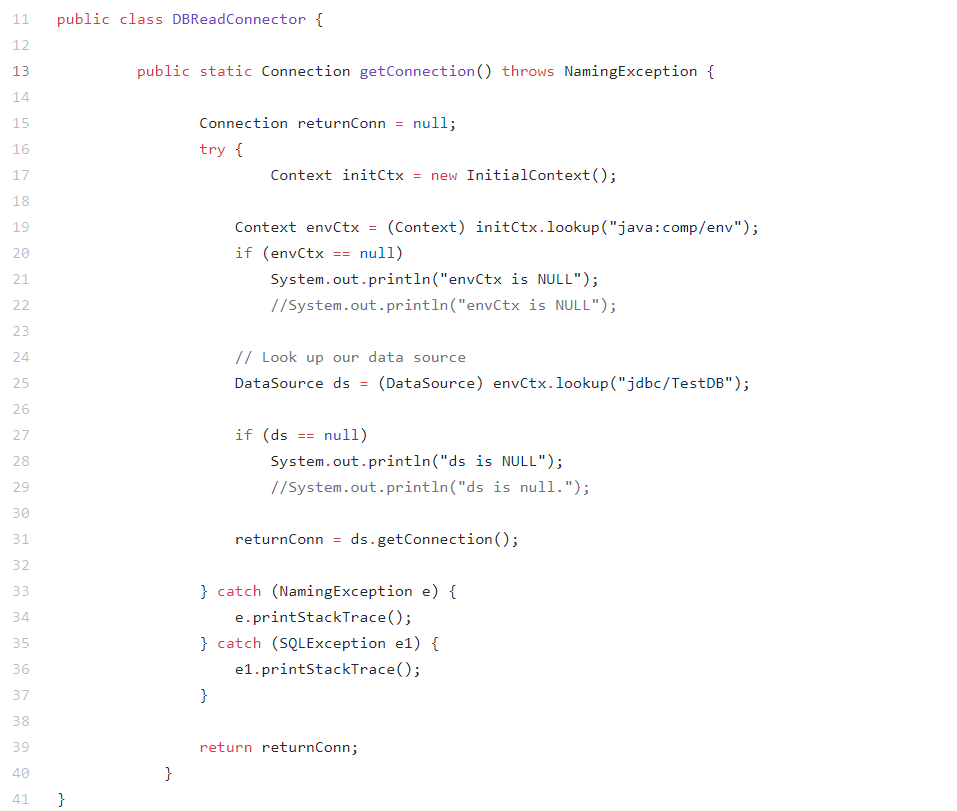 11 public class DBReadConnector {
12
13 public static Connection getConnection() throws NamingException {
14
15 Connection returnConn = null;
16 try {
17 Context initCtx = new InitialContext();
18
19 Context envCtx = (Context) initCtx.lookup("java:comp/env");
20 if (envCtx == null)
21 System.out.println("envCtx is NULL");
22 //System.out.println("envCtx is NULL");
23
24 // Look up our data source
25 DataSource ds = (DataSource) envCtx.lookup("jdbc/TestDB");
26
27 if (ds == null)
28 System.out.println("ds is NULL");
29 //System.out.println("ds is null.");
30
31 returnConn = ds.getConnection();
32
33 } catch (NamingException e) {
34 e.printStackTrace();
35 } catch (SQLException e1) {
36 e1.printStackTrace();
37 }
38
39 return returnConn;
40 }
41 }